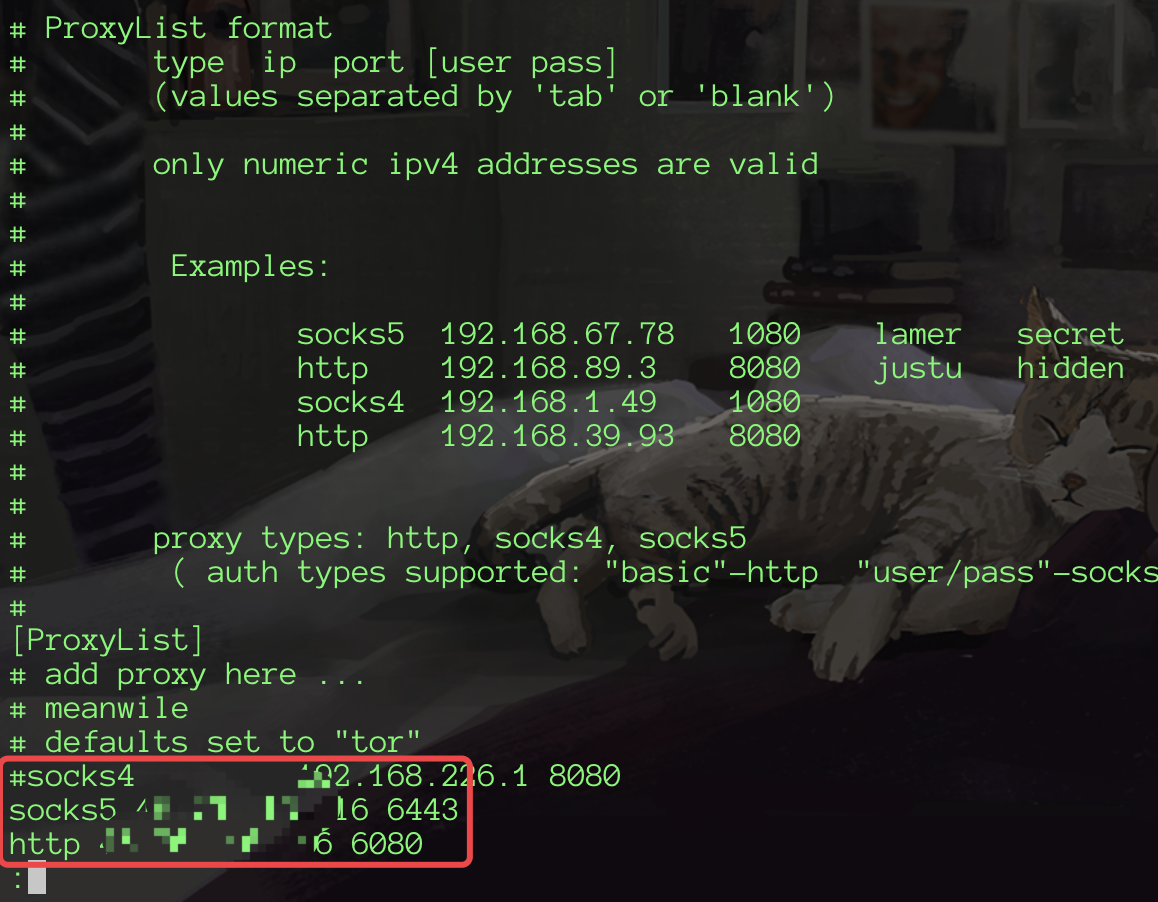 # ProxyList format
#       type  ip  port [user pass]
#       (values separated by 'tab' or 'blank')
#
#       only numeric ipv4 addresses are valid
#
#
#        Examples:
#
#               socks5  192.168.67.78   1080    lamer   secret
#               http    192.168.89.3    8080    justu   hidden
#               socks4  192.168.1.49    1080
#               http    192.168.39.93   8080
#
#
#       proxy types: http, socks4, socks5
#        ( auth types supported: "basic"-http  "user/pass"-socks
#
[ProxyList]
# add proxy here ...
# meanwile
# defaults set to "tor"
#socks4         192.168.226.1 8080
socks5 16 6443
http 6 6080
: